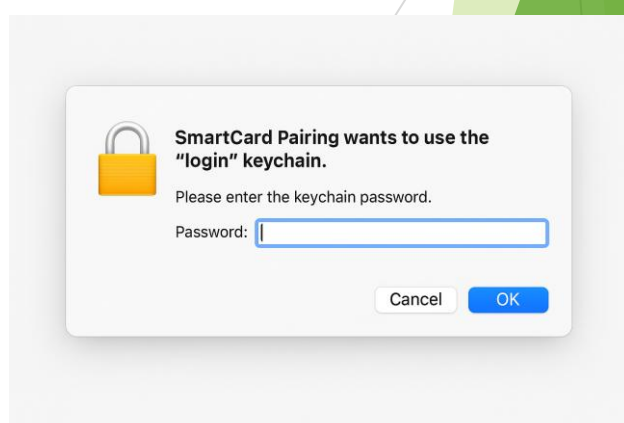 SmartCard Pairing wants to use the
“login” keychain.
Please enter the keychain password.
Password:
Cancel
OK